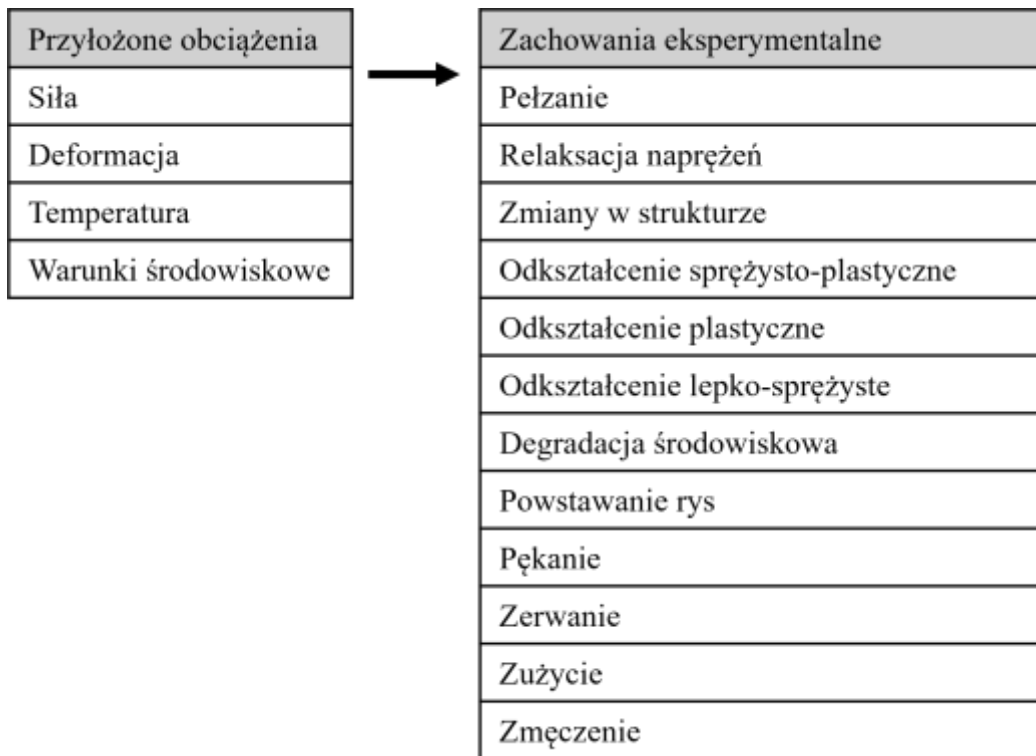 Przyłożone obciążenia
Siła
Deformacja
Temperatura
Warunki środowiskowe
Zachowania eksperymentalne
Pełzanie
Relaksacja naprężeń
Zmiany w strukturze
Odkształcenie sprężysto-plastyczne
Odkształcenie plastyczne
Odkształcenie lepko-sprężyste
Degradacja środowiskowa
Powstawanie rys
Pękanie
Zerwanie
Zużycie
Zmęczenie